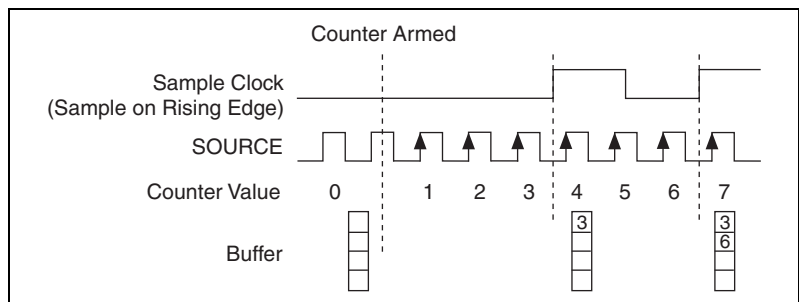 Counter Armed
Sample Clock
(Sample on Rising Edge)
SOURCE
Counter Value 0 1 2 3 4 5 6 7
3 3
6
Buffer